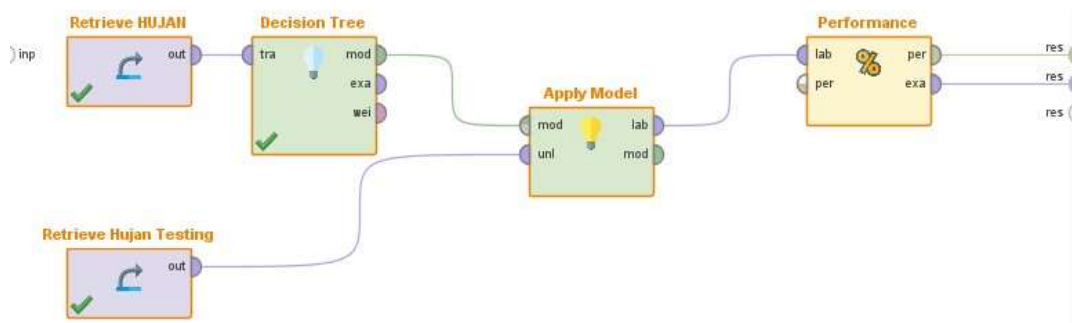 Retrieve HUJAN
inp
out
Decision Tree
tra
mod
exa
wei
Apply Model
mod
lab
unl
mod
Performance
lab
per
%
per
exa
res
res
res
Retrieve Hujan Testing
out